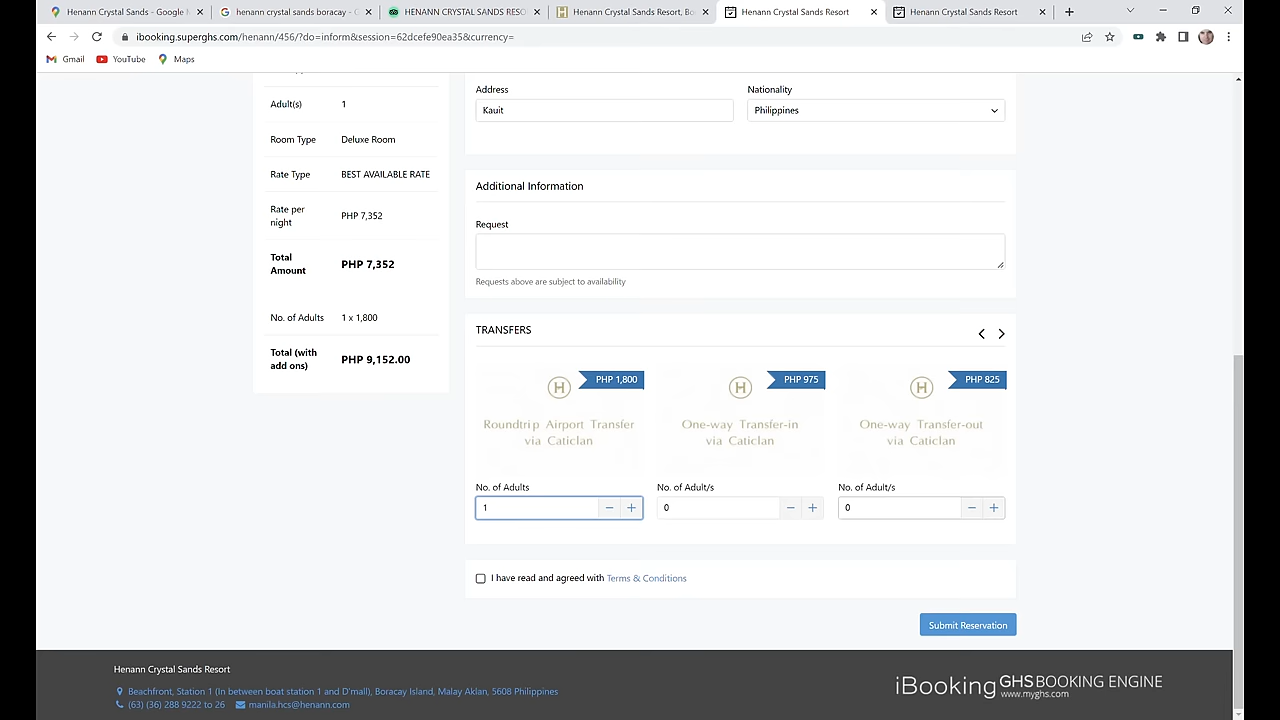 Henann Crystal Sands - Google
henann crystal sands boracay - G
HENANN CRYSTAL SANDS RESO
Henann Crystal Sands Resort, Bo
Henann Crystal Sands Resort
Henann Crystal Sands Resort
ibooking.superghs.com/henann/456/?do=inform&session=62dcefe90ea35&currency=
Gmail
YouTube
Maps
Address
Nationality
Kauit
Philippines
Adult(s) 1
Room Type Deluxe Room
Rate Type BEST AVAILABLE RATE
Rate per
night
PHP 7,352
Total
Amount
PHP 7,352
No. of Adults 1 x 1,800
Total (with
add ons)
PHP 9,152.00
Additional Information
Request
Requests above are subject to availability
TRANSFERS
PHP 1,800
H
Roundtrip Airport Transfer
via Caticlan
No. of Adults
1
PHP 975
H
One-way Transfer-in
via Caticlan
No. of Adult/s
0
PHP 825
H
One-way Transfer-out
via Caticlan
No. of Adult/s
0
I have read and agreed with Terms & Conditions
Submit Reservation
Henann Crystal Sands Resort
Beachfront, Station 1 (In between boat station 1 and D'mall), Boracay Island, Malay Aklan, 5608 Philippines
(63) (36) 288 9222 to 26 manila.hcs@henann.com
iBooking GHS BOOKING ENGINE
www.myghs.com